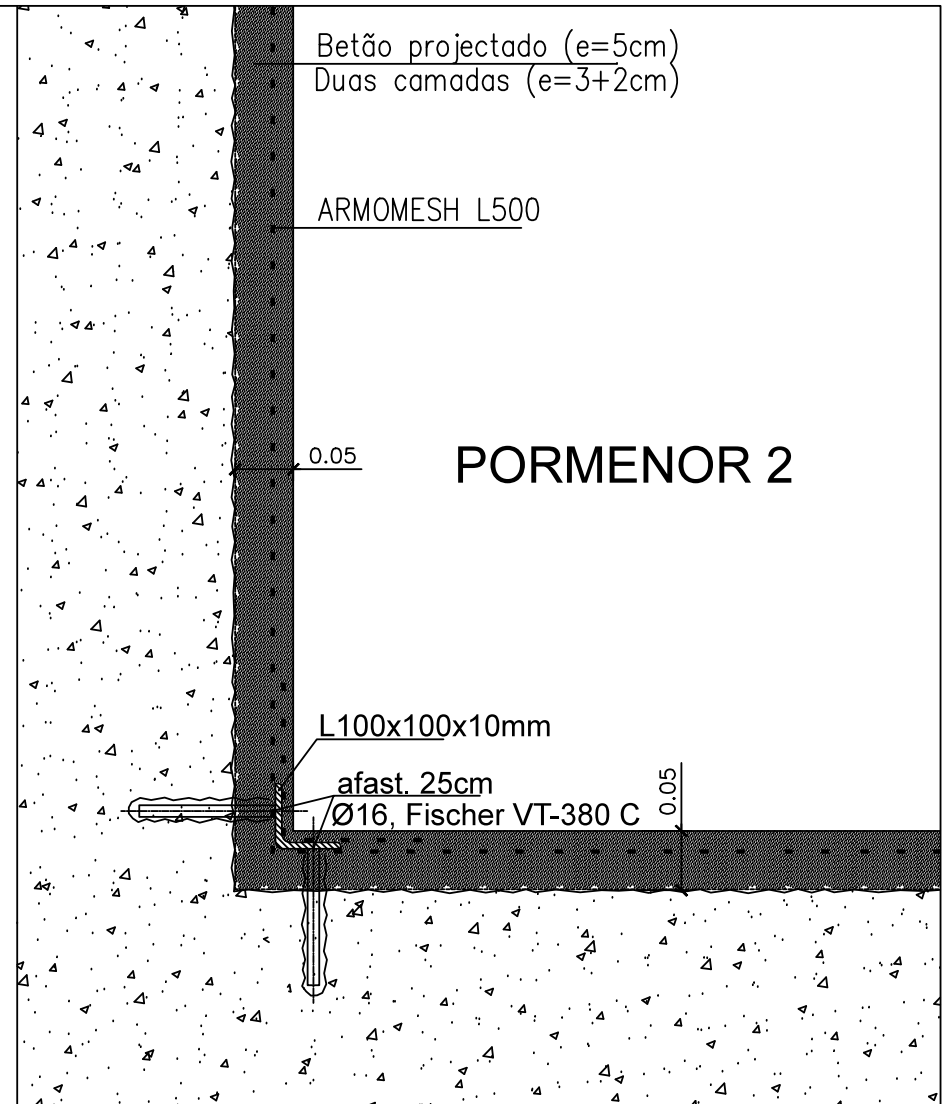 Betão projectado (e=5cm)
Duas camadas (e=3+2cm)
ARMOMESH L500
0.05
PORMENOR 2
L100x100x10mm
afast. 25cm
Ø16, Fischer VT-380 C
0.05